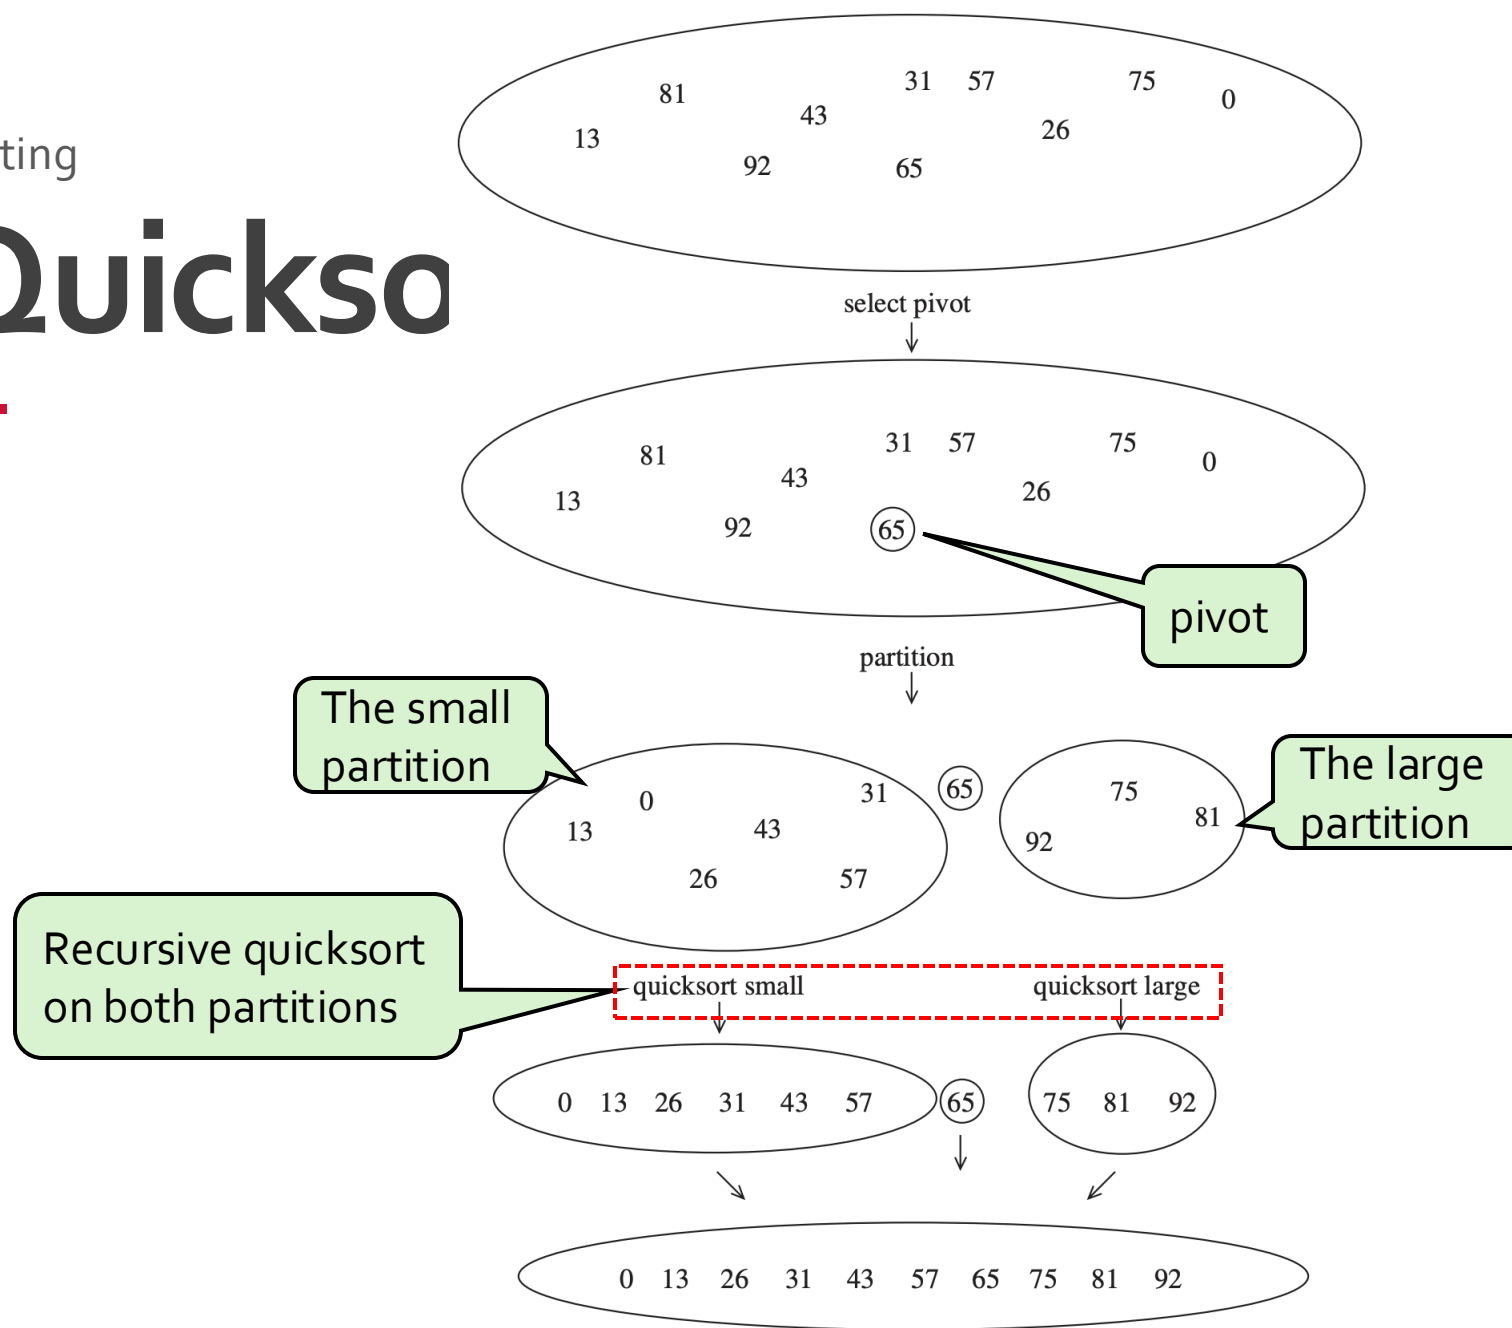 ting
Quickso
81 31 57 75 0
13 43 26
92 65
select pivot
81 31 57 75 0
13 43 26
92 65
pivot
partition
The small
partition
0 31
13 43
26 57
65
75
81
92
The large
partition
Recursive quicksort
on both partitions
quicksort small quicksort large
0 13 26 31 43 57 65 75 81 92
0 13 26 31 43 57 65 75 81 92